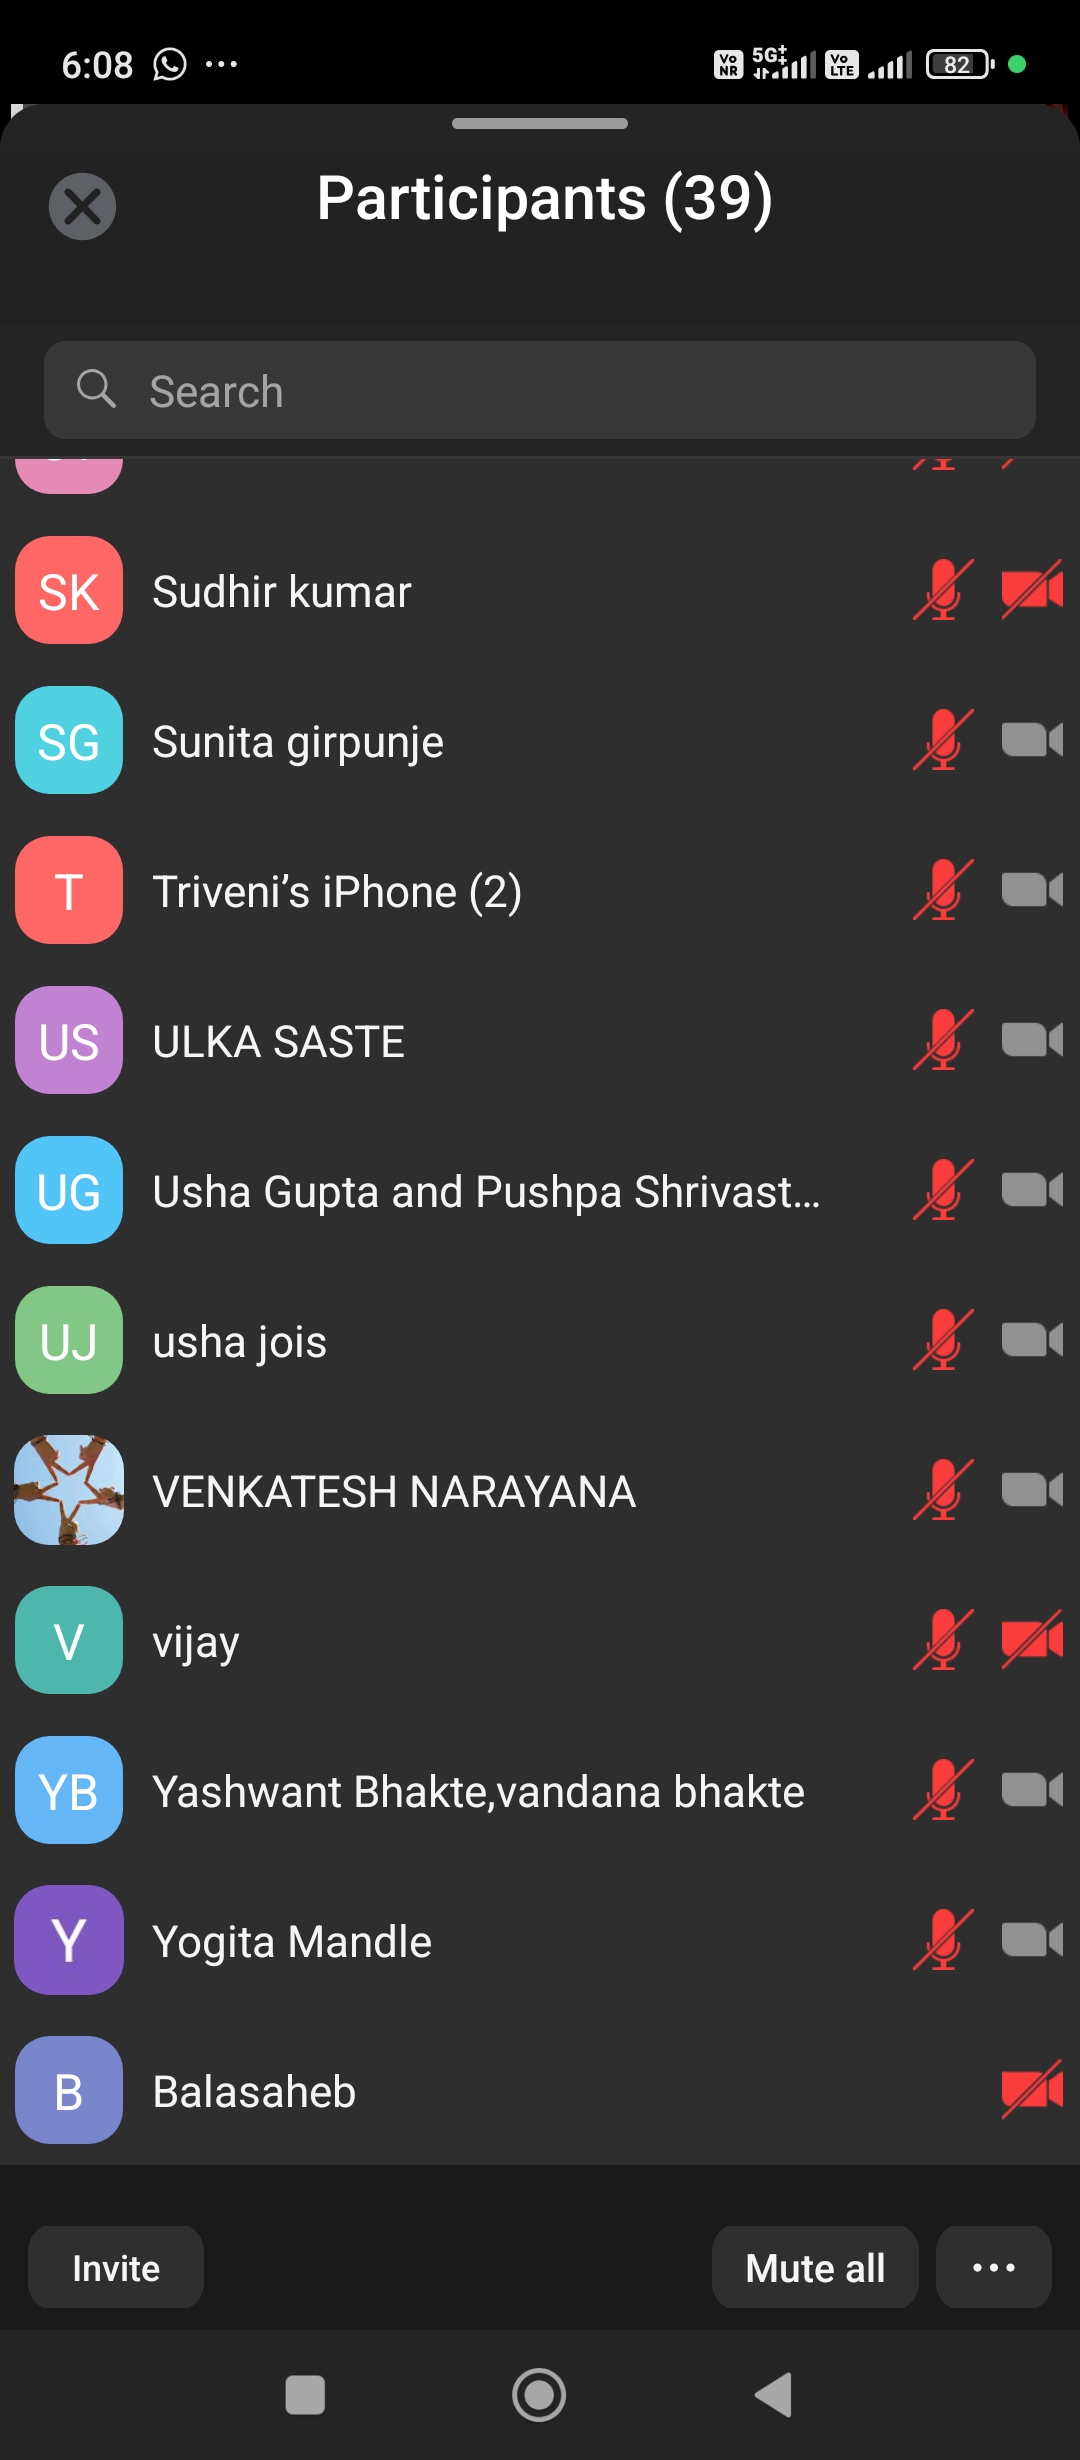 6:08 ... Vo NR 5G‡ Vo LTE 82
Participants (39)
Search
SK Sudhir kumar
SG Sunita girpunje
T Triveni’s iPhone (2)
US ULKA SASTE
UG Usha Gupta and Pushpa Shrivast...
UJ usha jois
VENKATESH NARAYANA
V vijay
YB Yashwant Bhakte,vandana bhakte
Y Yogita Mandle
B Balasaheb
Invite Mute all ...